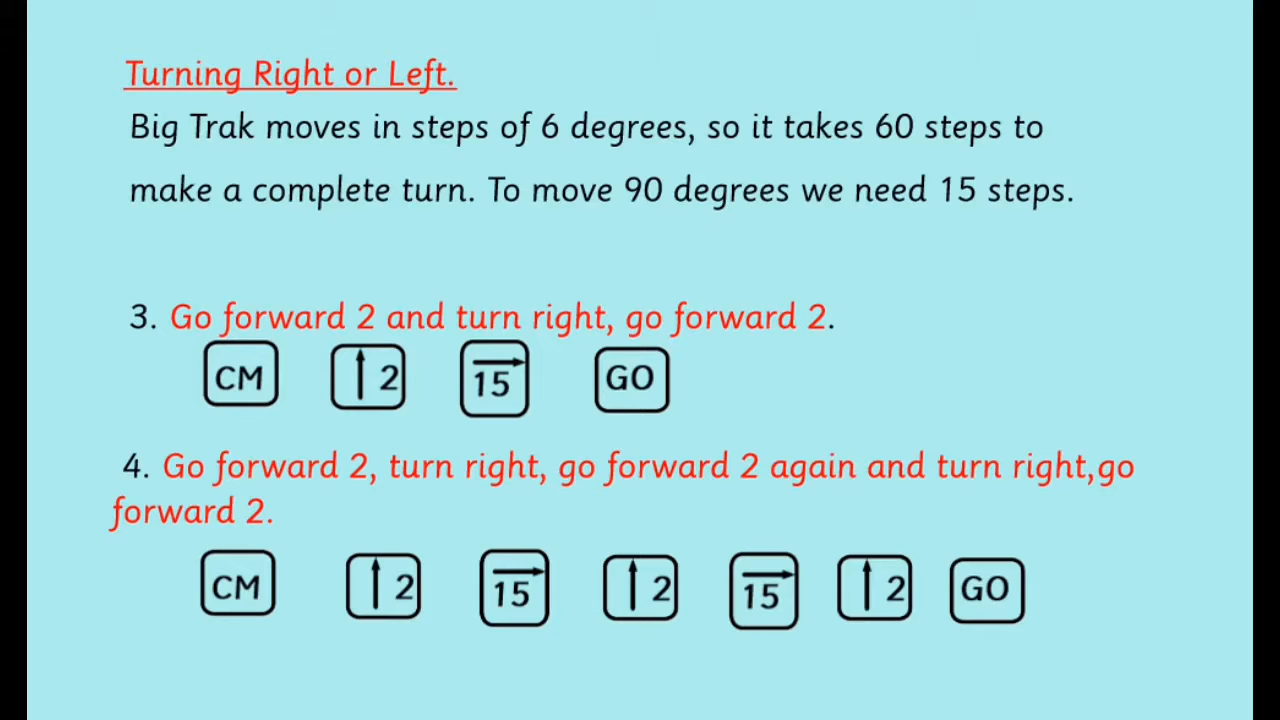 Turning Right or Left.
Big Trak moves in steps of 6 degrees, so it takes 60 steps to
make a complete turn. To move 90 degrees we need 15 steps.
3. Go forward 2 and turn right, go forward 2.
CM 2 15 GO
4. Go forward 2, turn right, go forward 2 again and turn right,go
forward 2.
CM 2 15 2 15 2 GO